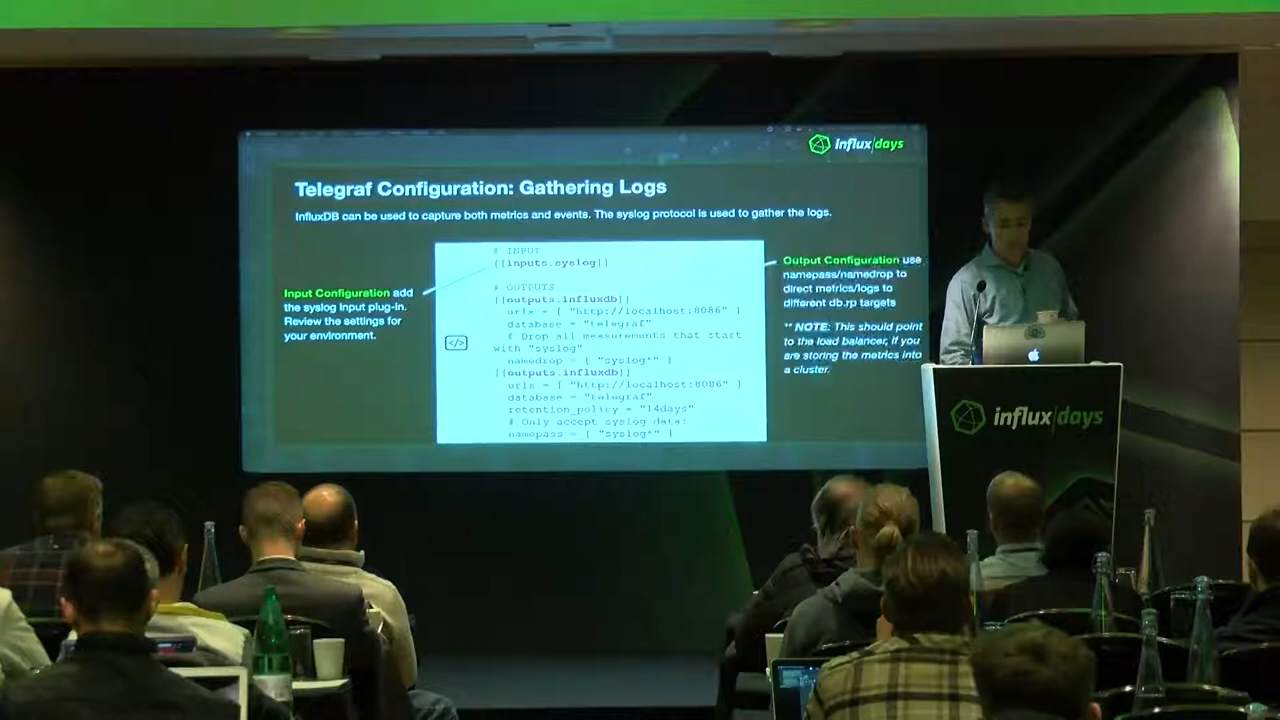 influx|days
Telegraf Configuration: Gathering Logs
InfluxDB can be used to capture both metrics and events. The syslog protocol is used to gather the logs.
Input Configuration add
the syslog input plug-in.
Review the settings for
your environment.
</>
# INPUT
[[inputs.syslog]]
# OUTPUTS
[[outputs.influxdb]]
urls = [ "http://localhost:8086" ]
database = "telegraf"
# Drop all measurements that start
with "syslog"
namedrop = [ "syslog*" ]
[[outputs.influxdb]]
urls = [ "http://localhost:8086" ]
database = "telegraf"
retention_policy = "14days"
# Only accept syslog data:
namepass = [ "syslog*" ]
Output Configuration use
namepass/namedrop to
direct metrics/logs to
different db.rp targets
** NOTE: This should point
to the load balancer, if you
are storing the metrics into
a cluster.
influx|days